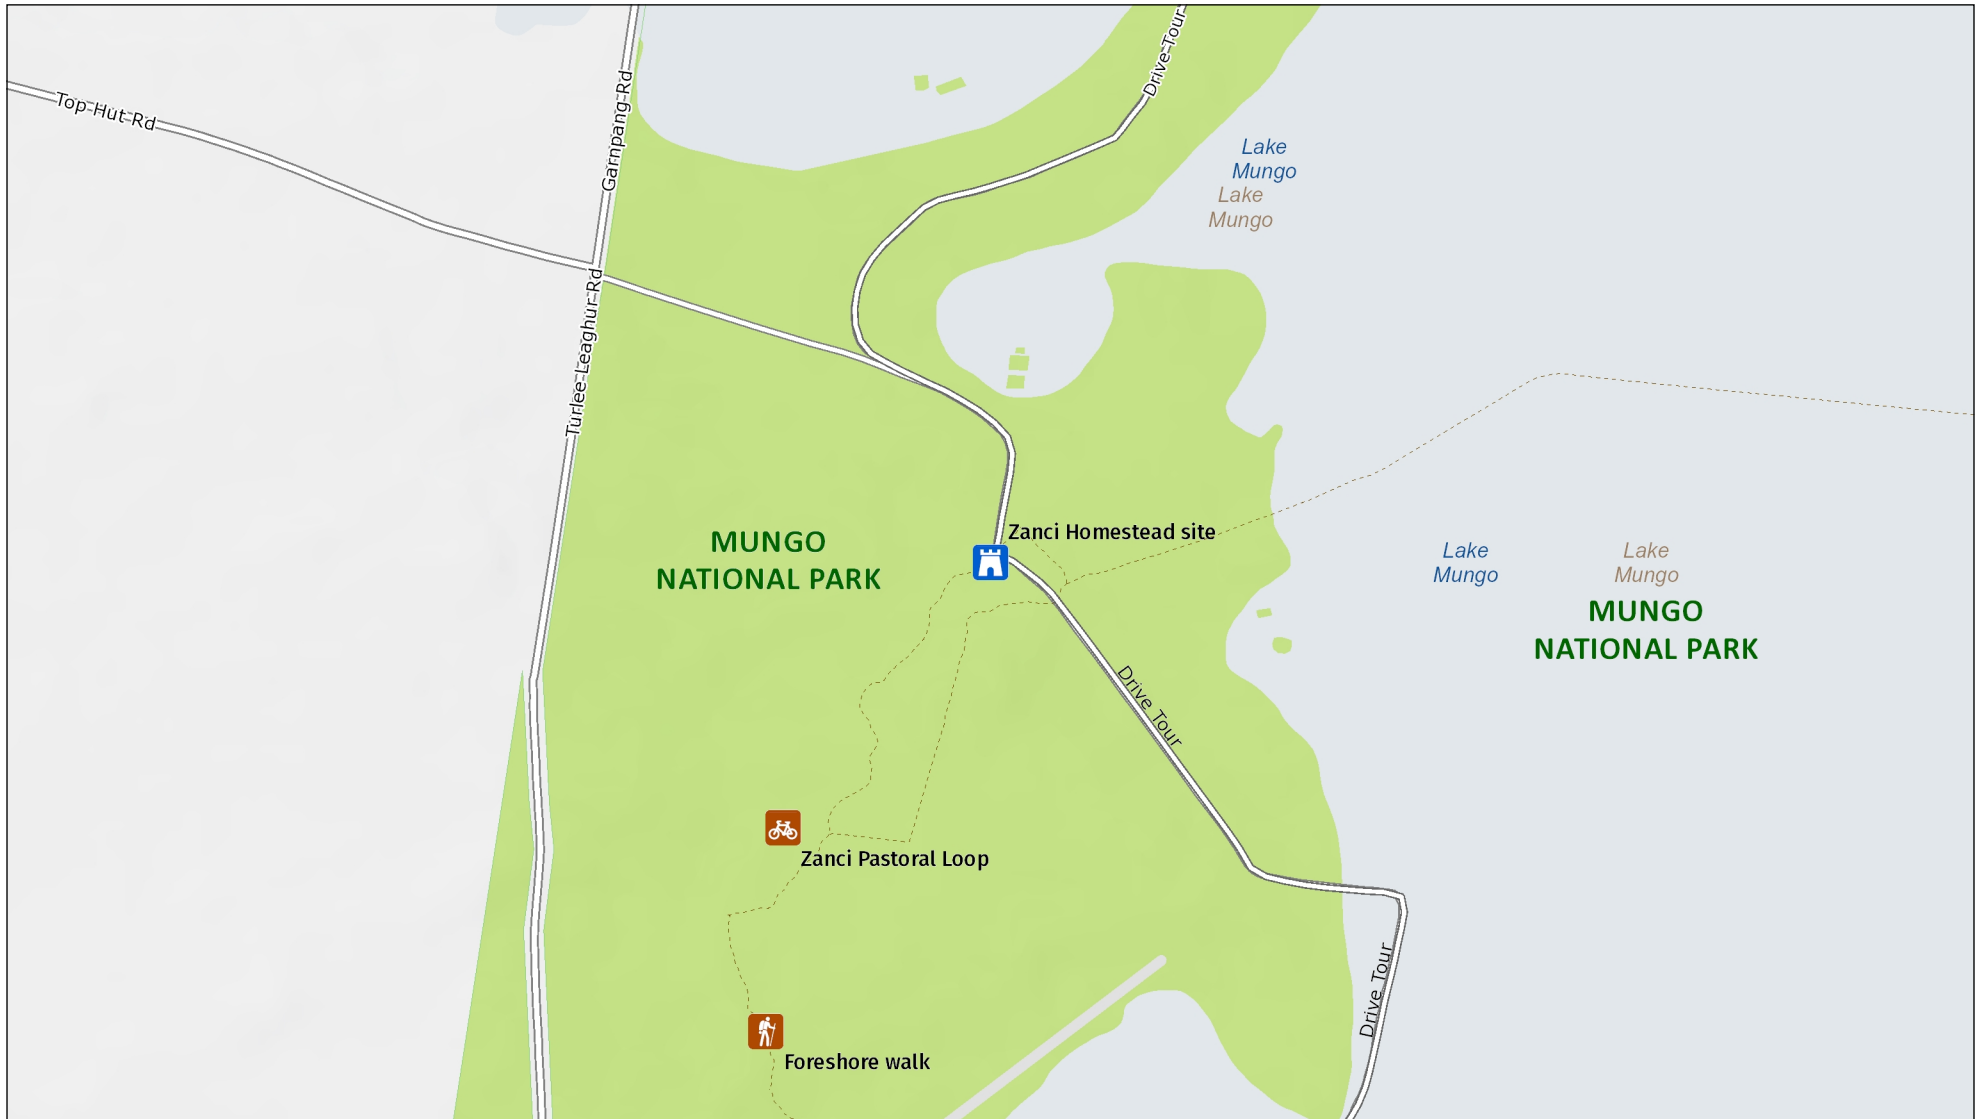 Drive Tour
Top Hut Rd
Garnpang Rd
Lake
Mungo
Lake
Mungo
Turlee Leaghur Rd
Zanci Homestead site
MUNGO
NATIONAL PARK
Lake
Mungo
Lake
Mungo
MUNGO
NATIONAL PARK
Drive Tour
Zanci Pastoral Loop
Drive Tour
Foreshore walk